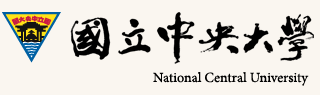 國立中央大學
National Central University